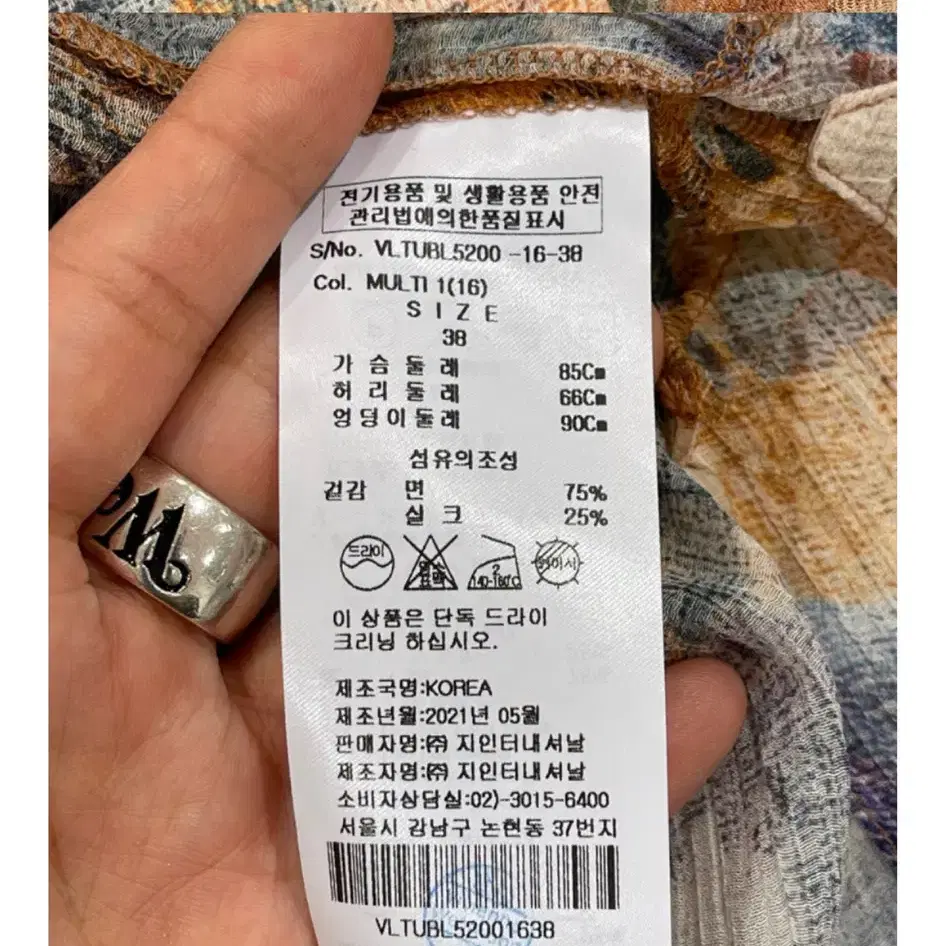 전기용품 및 생활용품 안전
관리법에의한품질표시
S/No. VLTUBL5200 -16-38
Col. MULTI 1(16)
SIZE
38
가 슴 둘 레 85Cm
허 리 둘 레 66Cm
엉덩이둘레 90Cm
섬유의조성
겉감 면 75%
실 크 25%
드라이
염소
표백
2
140-160℃
이 상품은 단독 드라이
크리닝 하십시오.
제조국명:KOREA
제조년월:2021년 05월
판매자명:㈜ 지인터내셔날
제조자명:㈜ 지인터내셔날
소비자상담실:02)-3015-6400
서울시 강남구 논현동 37번지
VLTUBL52001638